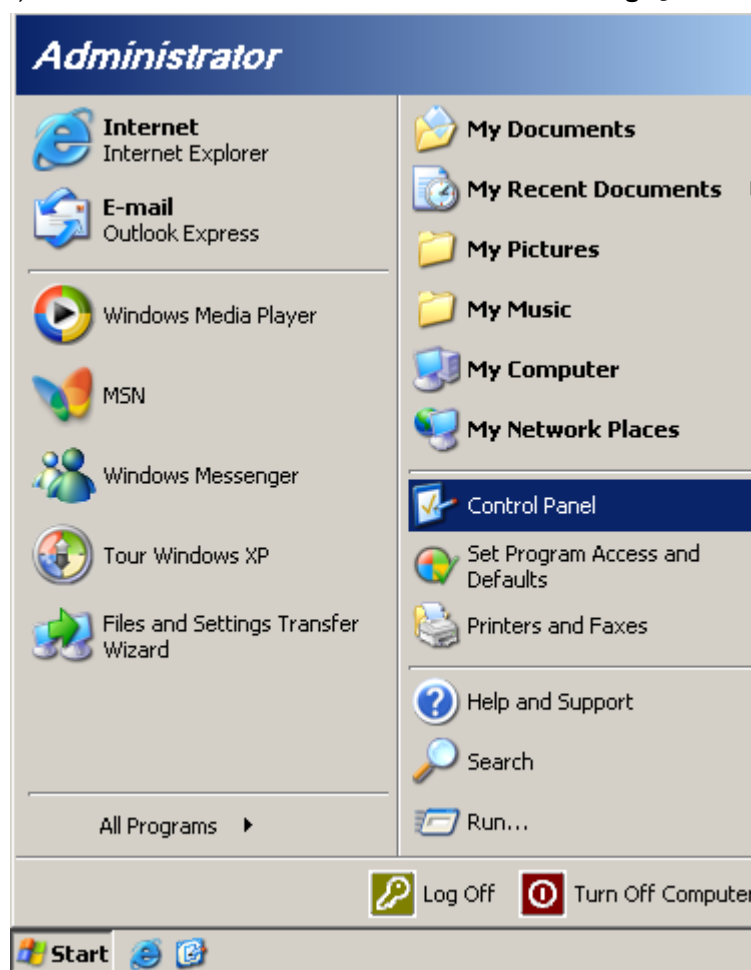 Administrator
Internet
Internet Explorer
E-mail
Outlook Express
Windows Media Player
MSN
Windows Messenger
Tour Windows XP
Files and Settings Transfer
Wizard
All Programs
My Documents
My Recent Documents
My Pictures
My Music
My Computer
My Network Places
Control Panel
Set Program Access and
Defaults
Printers and Faxes
Help and Support
Search
Run...
Log Off
Turn Off Computer
Start